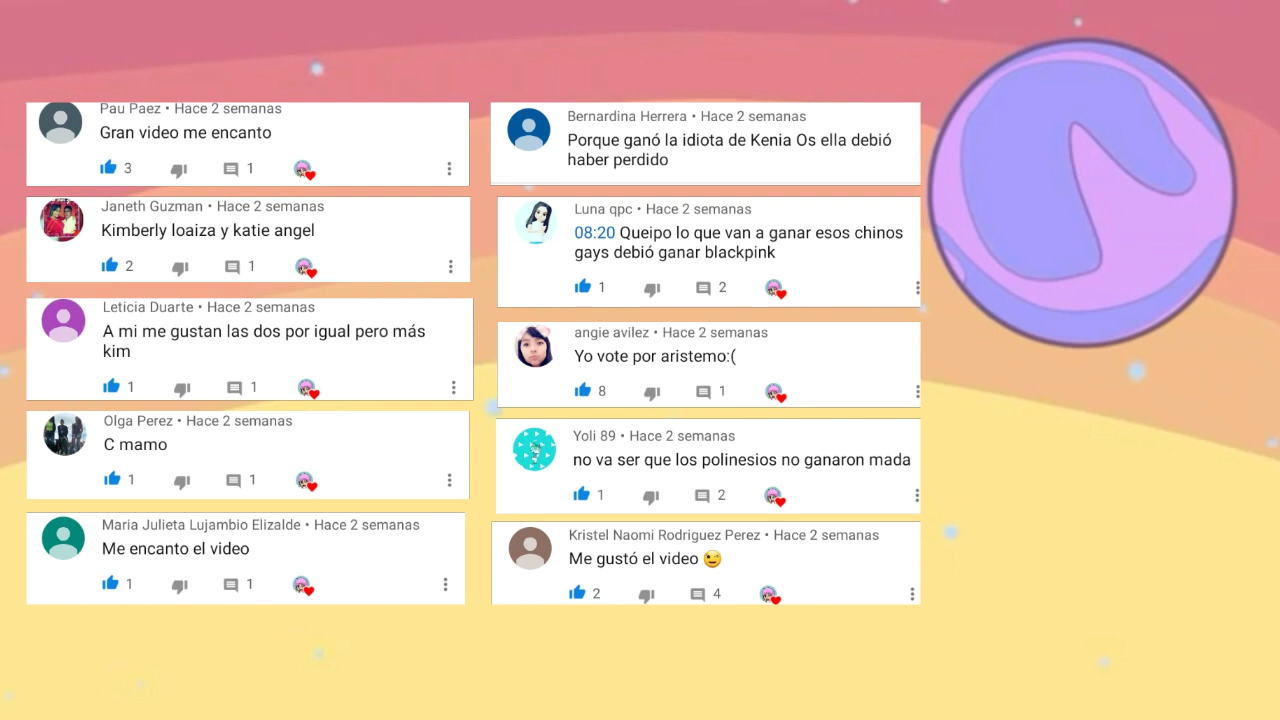 Pau Paez • Hace 2 semanas
Gran video me encanto
3 1
Janeth Guzman • Hace 2 semanas
Kimberly loaiza y katie angel
2 1
Leticia Duarte • Hace 2 semanas
A mi me gustan las dos por igual pero más
kim
1 1
Olga Perez • Hace 2 semanas
C mamo
1 1
Maria Julieta Lujambio Elizalde • Hace 2 semanas
Me encanto el video
1 1
Bernardina Herrera • Hace 2 semanas
Porque ganó la idiota de Kenia Os ella debió
haber perdido
Luna qpc • Hace 2 semanas
08:20 Queipo lo que van a ganar esos chinos
gays debió ganar blackpink
1 2
angie avilez • Hace 2 semanas
Yo vote por aristemo:(
8 1
Yoli 89 • Hace 2 semanas
no va ser que los polinesios no ganaron mada
1 2
Kristel Naomi Rodriguez Perez • Hace 2 semanas
Me gustó el video 😉
2 4